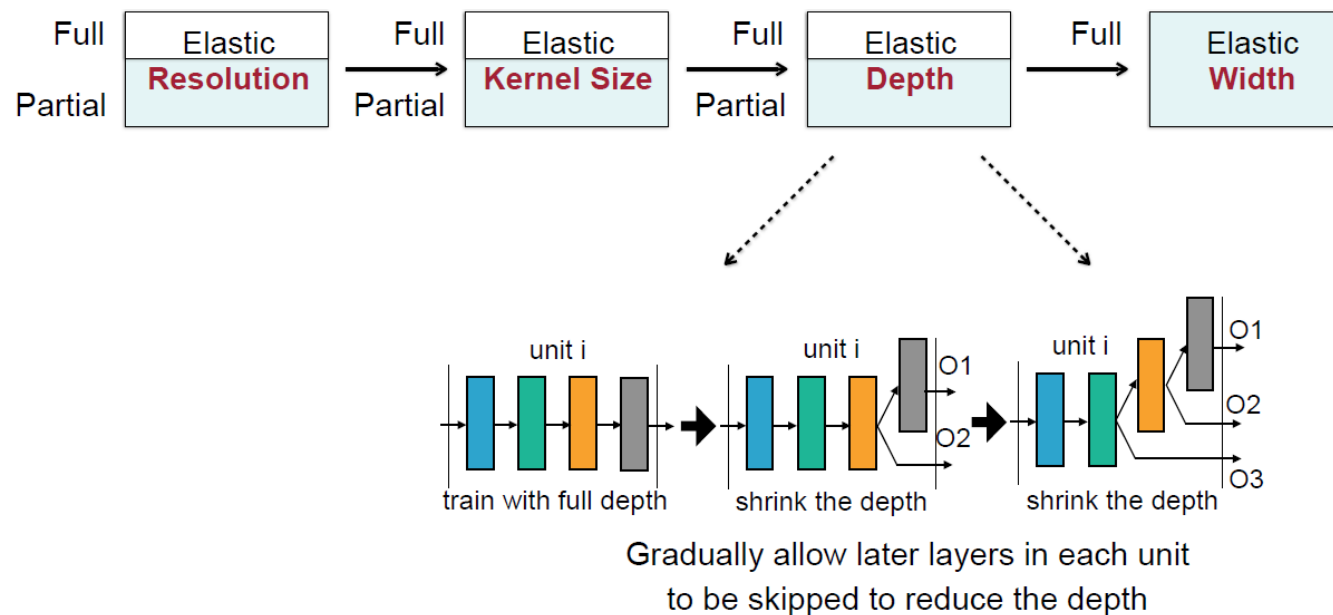 Full
Elastic
Full
Elastic
Full
Elastic
Full
Elastic
Resolution
Kernel Size
Depth
Width
Partial
Partial
Partial
unit i
unit i
O1
O2
unit i
O1
O2
O3
train with full depth
shrink the depth
shrink the depth
Gradually allow later layers in each unit
to be skipped to reduce the depth